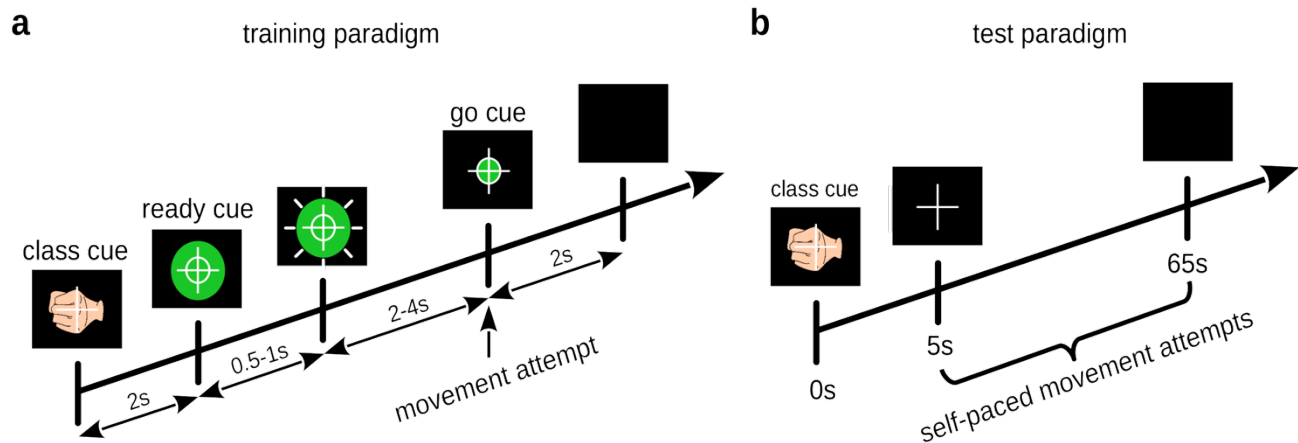 a
training paradigm
class cue
ready cue
go cue
2s
0.5-1s
2-4s
2s
movement attempt
b
test paradigm
class cue
0s
5s
65s
self-paced movement attempts